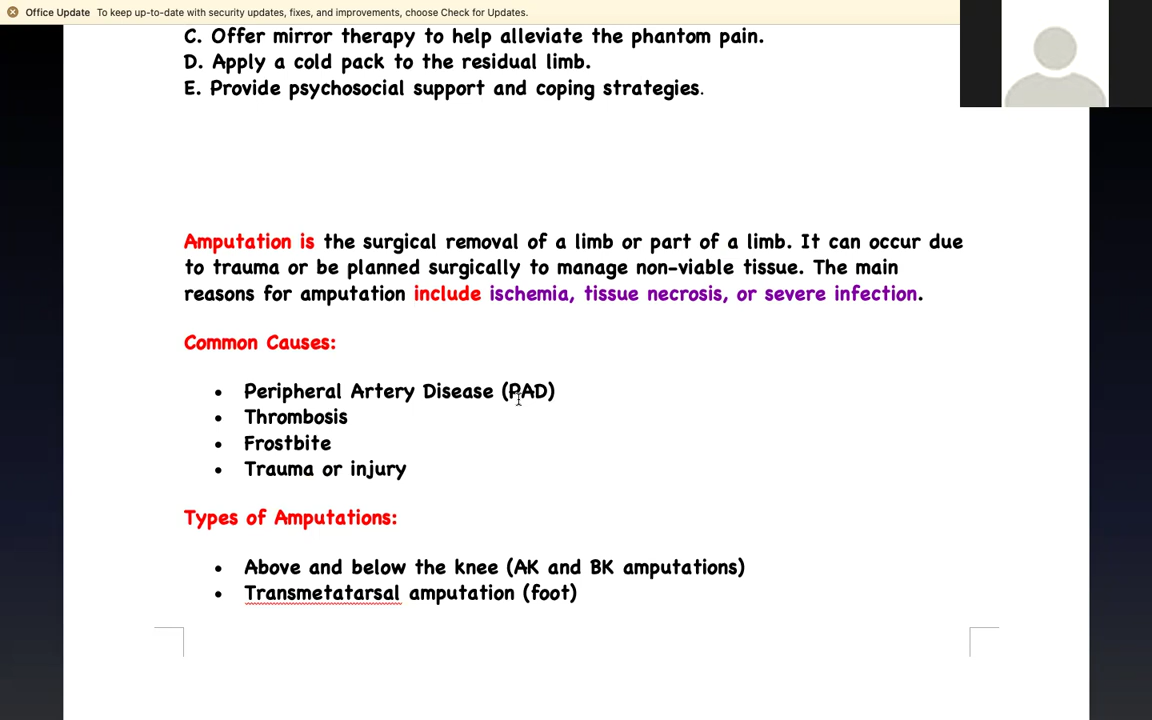 Office Update To keep up-to-date with security updates, fixes, and improvements, choose Check for Updates.
C. Offer mirror therapy to help alleviate the phantom pain.
D. Apply a cold pack to the residual limb.
E. Provide psychosocial support and coping strategies.
Amputation is the surgical removal of a limb or part of a limb. It can occur due
to trauma or be planned surgically to manage non-viable tissue. The main
reasons for amputation include ischemia, tissue necrosis, or severe infection.
Common Causes:
• Peripheral Artery Disease (PAD)
• Thrombosis
• Frostbite
• Trauma or injury
Types of Amputations:
• Above and below the knee (AK and BK amputations)
• Transmetatarsal amputation (foot)